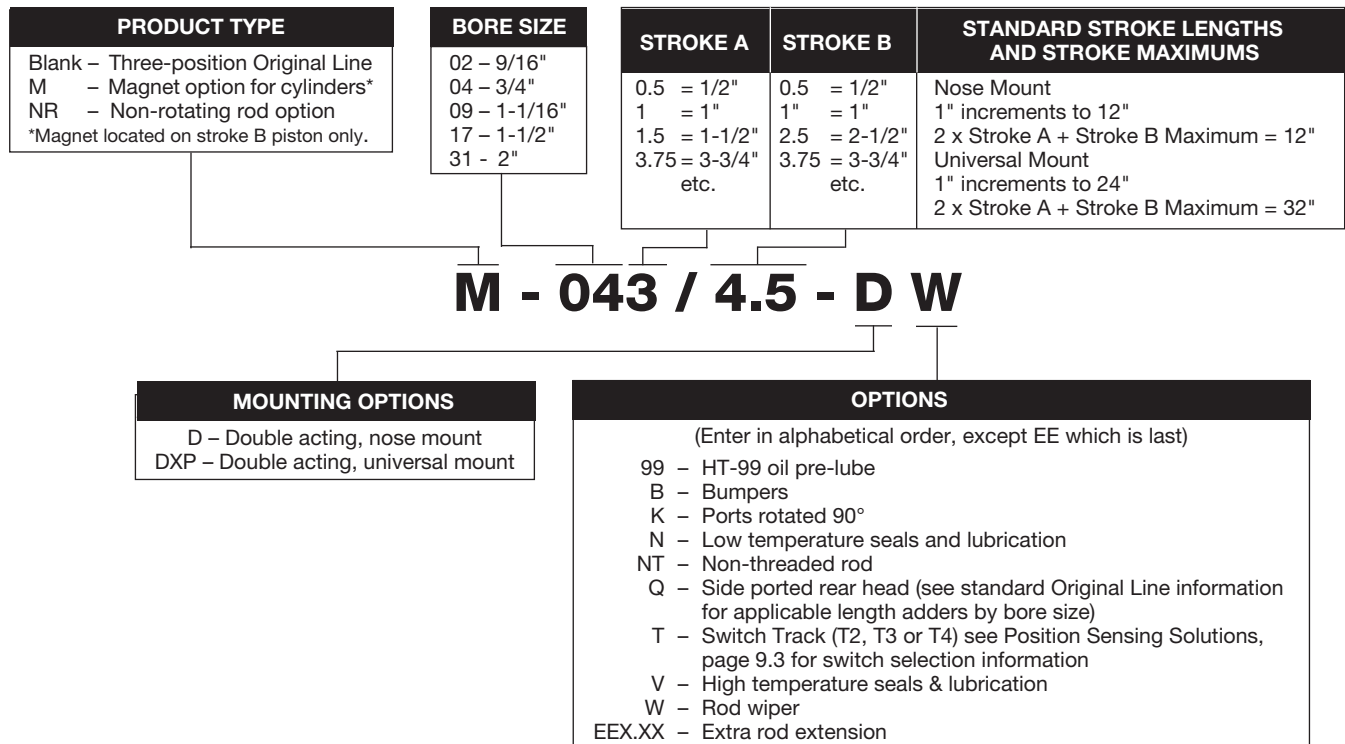 PRODUCT TYPE
Blank – Three-position Original Line
M – Magnet option for cylinders*
NR – Non-rotating rod option
*Magnet located on stroke B piston only.
BORE SIZE
02 – 9/16"
04 – 3/4"
09 – 1-1/16"
17 – 1-1/2"
31 - 2"
STROKE A
0.5 = 1/2"
1 = 1"
1.5 = 1-1/2"
3.75 = 3-3/4"
etc.
STROKE B
0.5 = 1/2"
1" = 1"
2.5 = 2-1/2"
3.75 = 3-3/4"
etc.
STANDARD STROKE LENGTHS
AND STROKE MAXIMUMS
Nose Mount
1" increments to 12"
2 x Stroke A + Stroke B Maximum = 12"
Universal Mount
1" increments to 24"
2 x Stroke A + Stroke B Maximum = 32"
M - 043 / 4.5 - D W
MOUNTING OPTIONS
D – Double acting, nose mount
DXP – Double acting, universal mount
OPTIONS
(Enter in alphabetical order, except EE which is last)
99 – HT-99 oil pre-lube
B – Bumpers
K – Ports rotated 90°
N – Low temperature seals and lubrication
NT – Non-threaded rod
Q – Side ported rear head (see standard Original Line information
for applicable length adders by bore size)
T – Switch Track (T2, T3 or T4) see Position Sensing Solutions,
page 9.3 for switch selection information
V – High temperature seals & lubrication
W – Rod wiper
EEX.XX – Extra rod extension